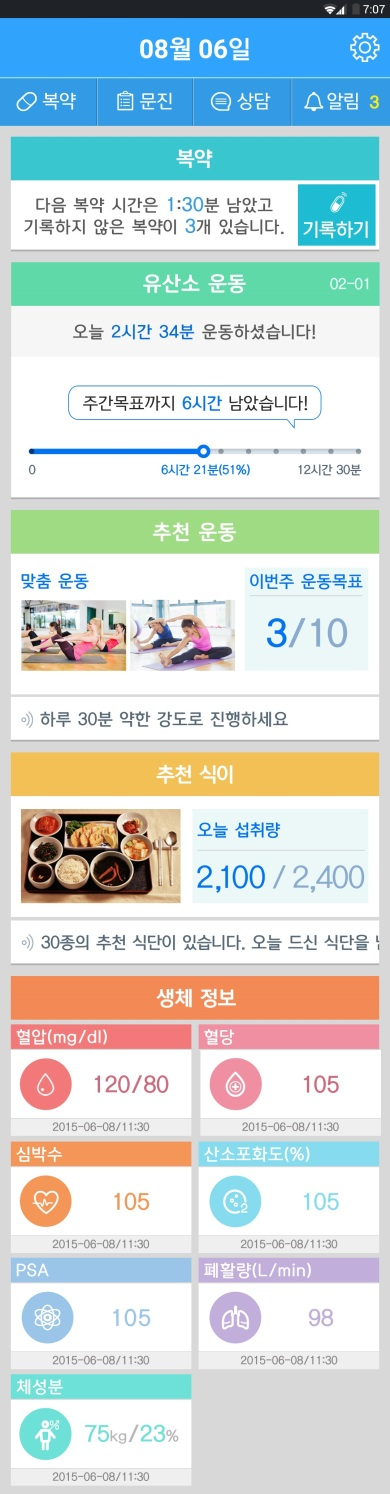 7:07
08월 06일
복약 문진 상담 알림 3
복약
다음 복약 시간은 1:30분 남았고
기록하지 않은 복약이 3개 있습니다.
기록하기
유산소 운동 02-01
오늘 2시간 34분 운동하셨습니다!
주간목표까지 6시간 남았습니다!
0 6시간 21분(51%) 12시간 30분
추천 운동
맞춤 운동
이번주 운동목표
3/10
하루 30분 약한 강도로 진행하세요
추천 식이
오늘 섭취량
2,100 / 2,400
30종의 추천 식단이 있습니다. 오늘 드신 식단을
생체 정보
혈압(mg/dl) 혈당
120/80 105
2015-06-08/11:30 2015-06-08/11:30
심박수 산소포화도(%)
105 105
2015-06-08/11:30 2015-06-08/11:30
PSA 폐활량(L/min)
105 98
2015-06-08/11:30 2015-06-08/11:30
체성분
75kg/23%
2015-06-08/11:30